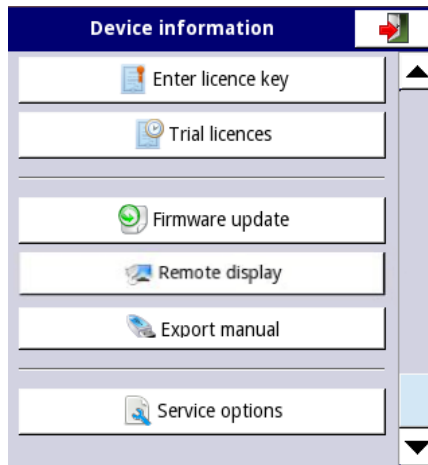 Device information
Enter licence key
Trial licences
Firmware update
Remote display
Export manual
Service options